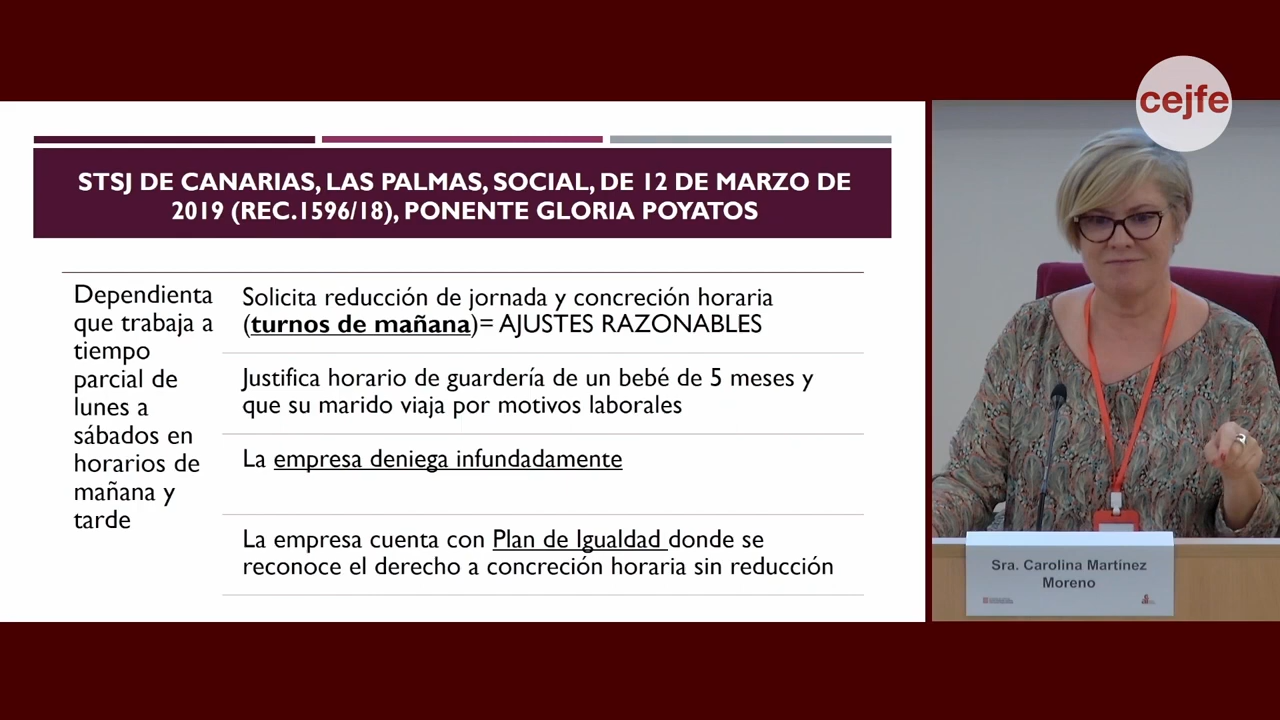 cejfe
STSJ DE CANARIAS, LAS PALMAS, SOCIAL, DE 12 DE MARZO DE
2019 (REC.1596/18), PONENTE GLORIA POYATOS
Dependienta
que trabaja a
tiempo
parcial de
lunes a
sábados en
horarios de
mañana y
tarde
Solicita reducción de jornada y concreción horaria
(turnos de mañana)= AJUSTES RAZONABLES
Justifica horario de guardería de un bebé de 5 meses y
que su marido viaja por motivos laborales
La empresa deniega infundadamente
La empresa cuenta con Plan de Igualdad donde se
reconoce el derecho a concreción horaria sin reducción
Sra. Carolina Martínez
Moreno